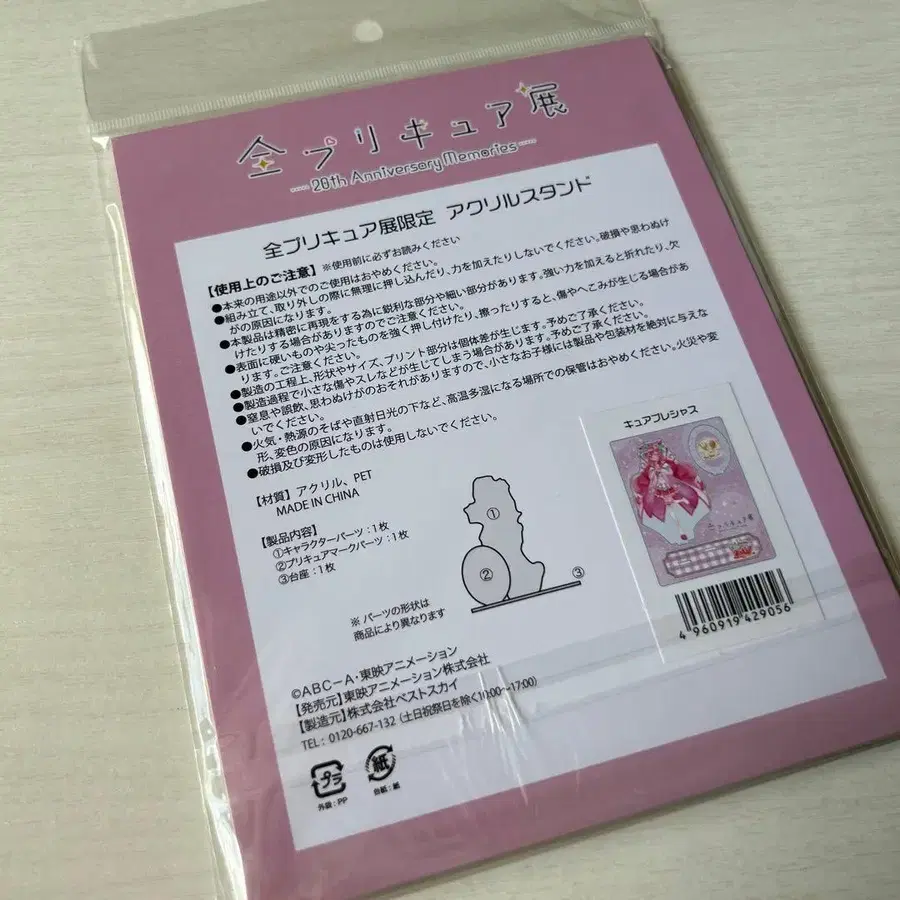 全プリキュア展
20th Anniversary Memories
全プリキュア展限定 アクリルスタンド
【使用上のご注意】※使用前に必ずお読みください
●本来の用途以外でのご使用はおやめください。
●組み立て、取り外しの際に無理に押し込んだり、力を加えたりしないでください。破損や思わぬけ
がの原因になります。
●本製品は精密に再現をする為に鋭利な部分や細い部分があります。強い力を加えると折れたり、欠
けたりする場合がありますのでご注意ください。
●表面に硬いものや尖ったものを強く押し付けたり、擦ったりすると、傷やへこみが生じる場合があ
ります。ご注意ください。
●製造の工程上、形状やサイズ、プリント部分は個体差が生じます。予めご了承ください。
●製造過程で小さな傷やスレなどが生じてしまう場合があります。予めご了承ください。
●窒息や誤飲、思わぬけがのおそれがありますので、小さなお子様には製品や包装材を絶対に与えな
いでください。
●火気・熱源のそばや直射日光の下など、高温多湿になる場所での保管はおやめください。火災や変
形、変色の原因になります。
●破損及び変形したものは使用しないでください。
【材質】アクリル、PET
MADE IN CHINA
【製品内容】
①キャラクターパーツ：1枚
②プリキュアマークパーツ：1枚
③台座：1枚
①
②
③
※ パーツの形状は
商品により異なります
キュアプレシャス
全プリキュア展
4 960919 429056
©ABC−A・東映アニメーション
【発売元】東映アニメーション株式会社
【製造元】株式会社ベストスカイ
TEL：0120-667-132（土日祝祭日を除く10:00〜17:00）
プラ
外袋：PP
紙
台紙：紙